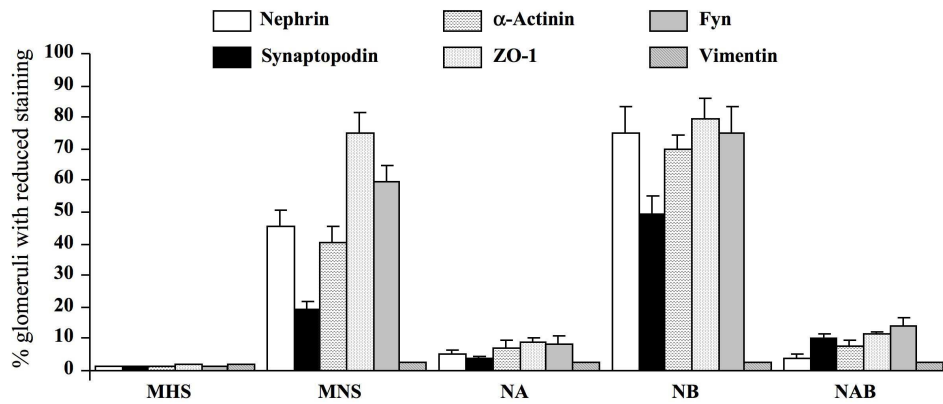 Nephrin α-Actinin Fyn
Synaptopodin ZO-1 Vimentin
% glomeruli with reduced staining
100
90
80
70
60
50
40
30
20
10
0
MHS MNS NA NB NAB